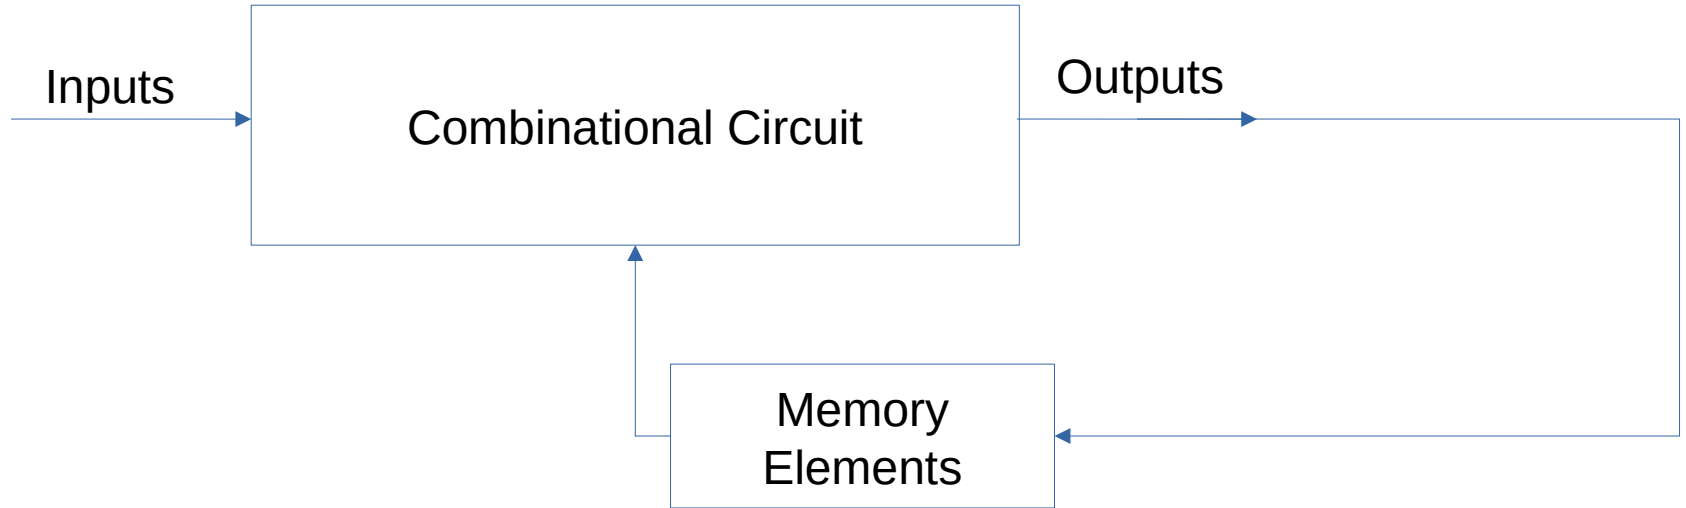 Inputs
Outputs
Combinational Circuit
Memory
Elements